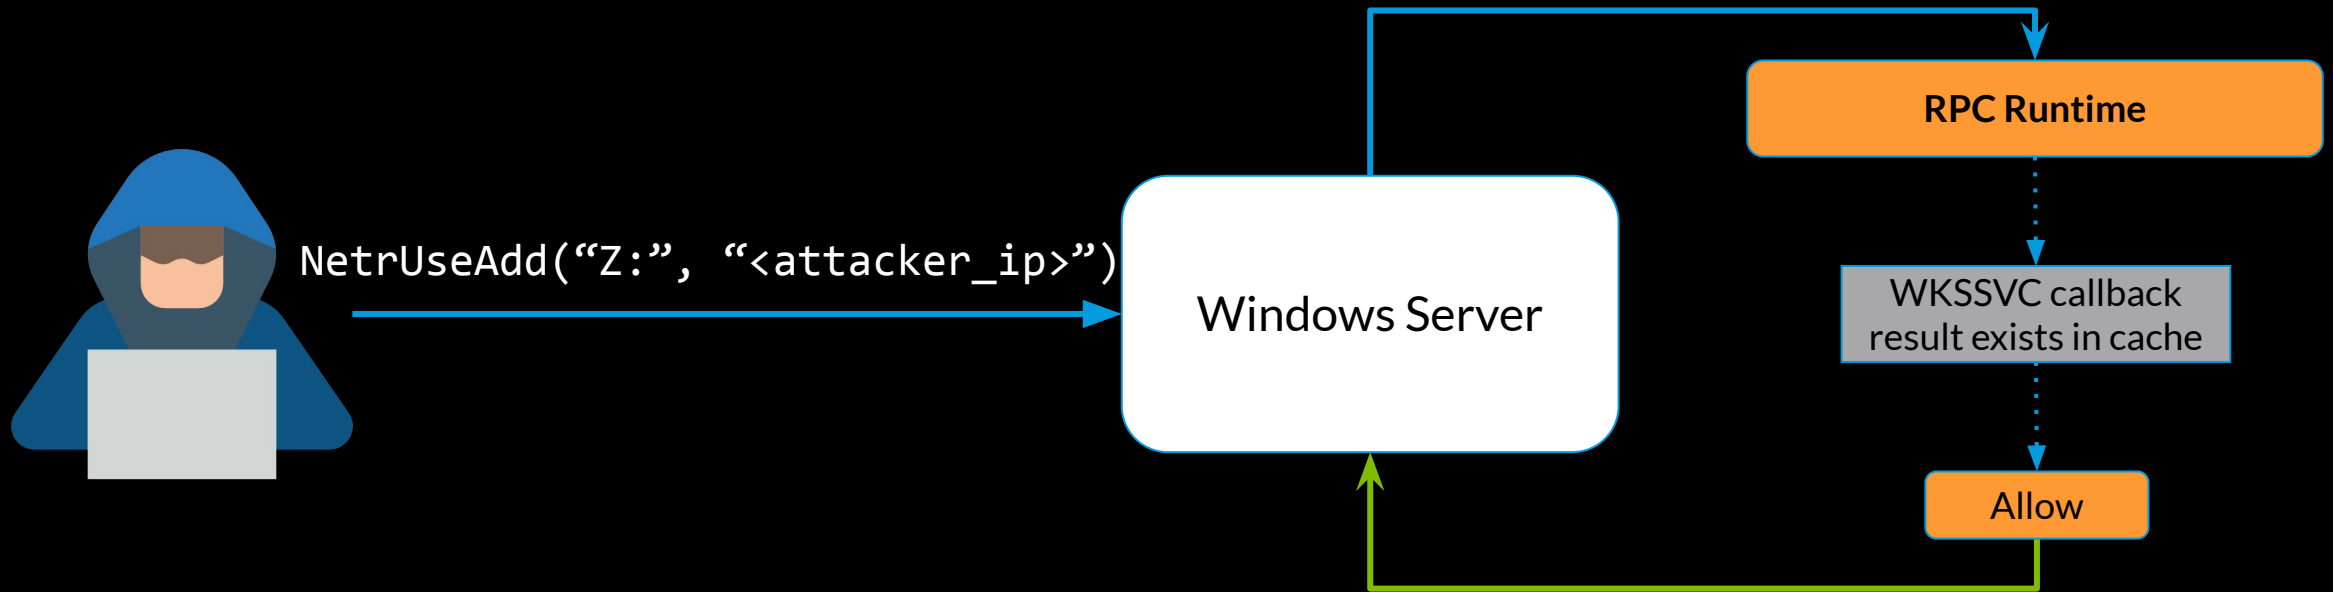 NetrUseAdd(“Z:”, “<attacker_ip>”)
Windows Server
RPC Runtime
WKSSVC callback
result exists in cache
Allow